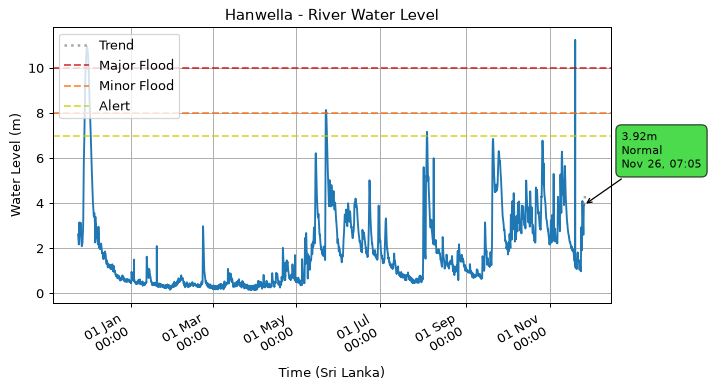 Hanwella - River Water Level
Trend
Major Flood
Minor Flood
Alert
10
8
6
4
2
0
Water Level (m)
3.92m
Normal
Nov 26, 07:05
01 Jan
00:00
01 Mar
00:00
01 May
00:00
01 Jul
00:00
01 Sep
00:00
01 Nov
00:00
Time (Sri Lanka)